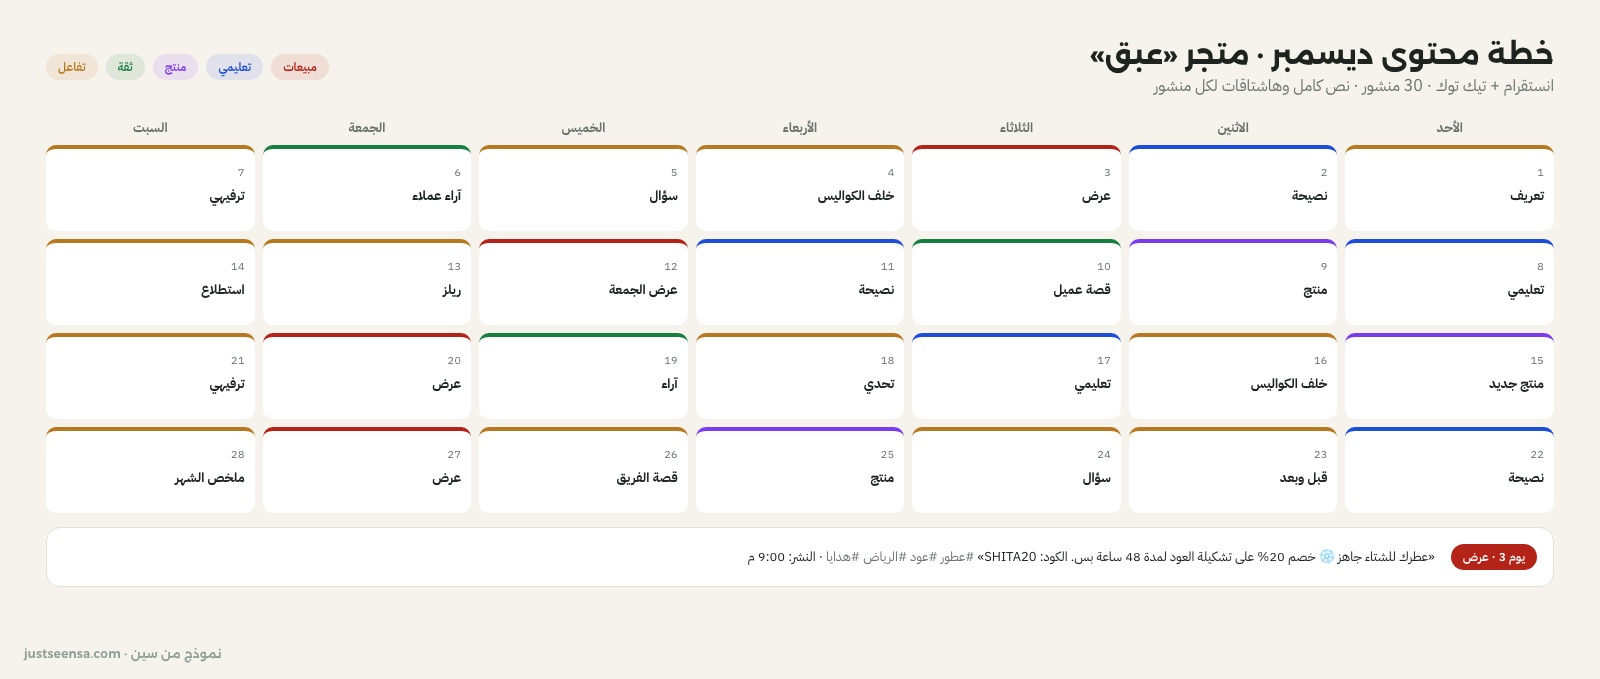 خطة محتوى ديسمبر · متجر «عبق»
انستقرام + تيك توك · 30 منشور · نص كامل وهاشتاقات لكل منشور
مبيعات تعليمي منتج ثقة تفاعل
الأحد الاثنين الثلاثاء الأربعاء الخميس الجمعة السبت
1 2 3 4 5 6 7
تعريف نصيحة عرض خلف الكواليس سؤال آراء عملاء ترفيهي
8 9 10 11 12 13 14
تعليمي منتج قصة عميل نصيحة عرض الجمعة ريلز استطلاع
15 16 17 18 19 20 21
منتج جديد خلف الكواليس تعليمي تحدي آراء عرض ترفيهي
22 23 24 25 26 27 28
نصيحة قبل وبعد سؤال منتج قصة الفريق عرض ملخص الشهر
يوم 3 · عرض «عطرك للشتاء جاهز ❄️ خصم 20% على تشكيلة العود لمدة 48 ساعة بس. الكود: SHITA20» #عطور #عود #الرياض #هدايا · النشر: 9:00 م
نموذج من سين · justseensa.com